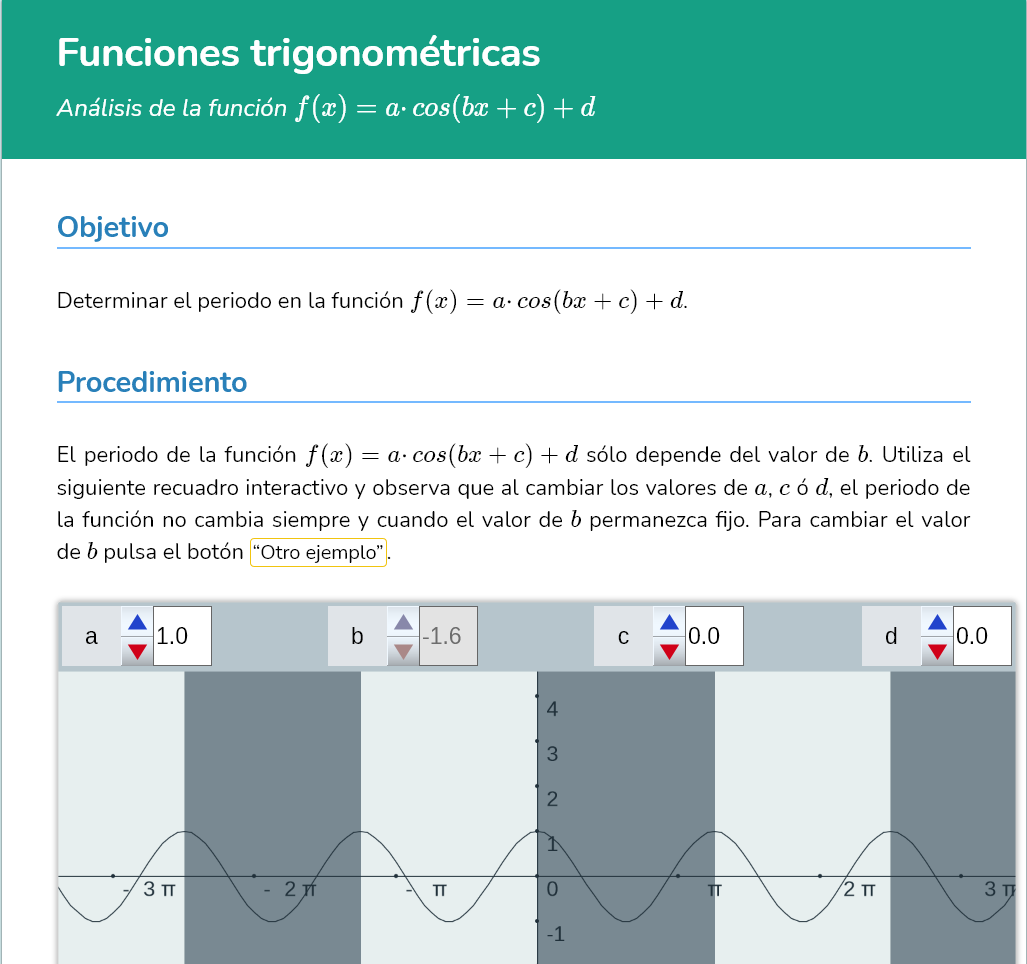 Funciones trigonométricas
Análisis de la función f(x) = a· cos(bx + c) + d
Objetivo
Determinar el periodo en la función f(x) = a· cos(bx + c) + d.
Procedimiento
El periodo de la función f(x) = a· cos(bx + c) + d sólo depende del valor de b. Utiliza el
siguiente recuadro interactivo y observa que al cambiar los valores de a, c ó d, el periodo de
la función no cambia siempre y cuando el valor de b permanezca fijo. Para cambiar el valor
de b pulsa el botón “Otro ejemplo”.
a 1.0 b -1.6 c 0.0 d 0.0
4
3
2
1
- 3 π - 2 π - π 0 π 2 π 3 π
-1